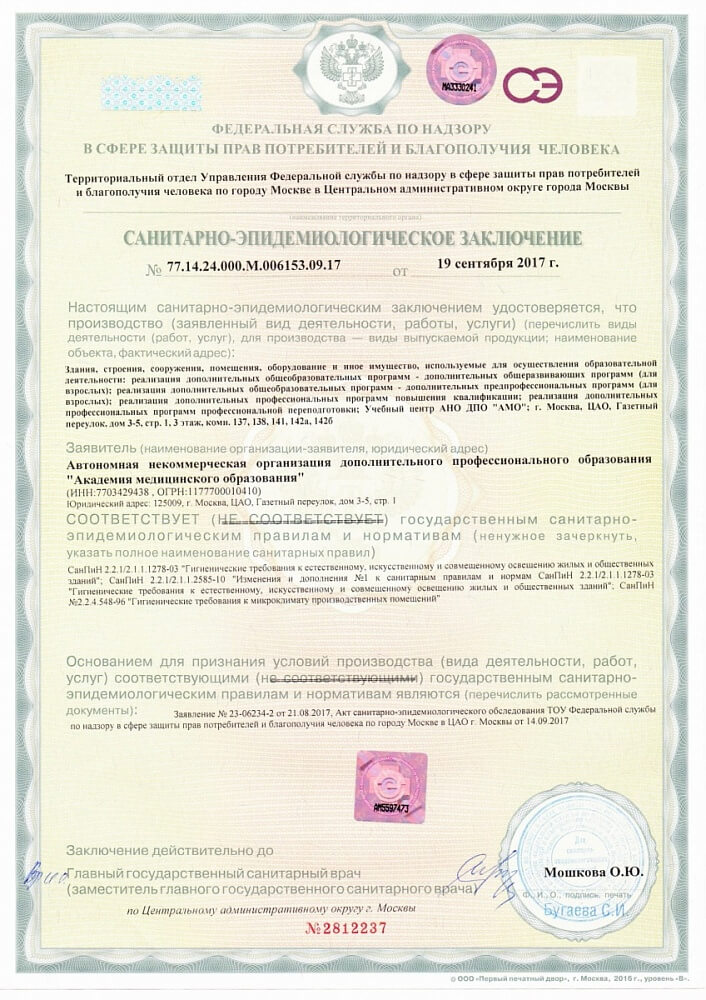 МА3330241
СЭ
ФЕДЕРАЛЬНАЯ СЛУЖБА ПО НАДЗОРУ
В СФЕРЕ ЗАЩИТЫ ПРАВ ПОТРЕБИТЕЛЕЙ И БЛАГОПОЛУЧИЯ ЧЕЛОВЕКА
Территориальный отдел Управления Федеральной службы по надзору в сфере защиты прав потребителей
и благополучия человека по городу Москве в Центральном административном округе города Москвы
(наименование территориального органа)
САНИТАРНО-ЭПИДЕМИОЛОГИЧЕСКОЕ ЗАКЛЮЧЕНИЕ
№ 77.14.24.000.М.006153.09.17 от 19 сентября 2017 г.
Настоящим санитарно-эпидемиологическим заключением удостоверяется, что
производство (заявленный вид деятельности, работы, услуги) (перечислить виды
деятельности (работ, услуг), для производства — виды выпускаемой продукции; наименование
объекта, фактический адрес):
Здания, строения, сооружения, помещения, оборудование и иное имущество, используемые для осуществления образовательной
деятельности: реализация дополнительных общеобразовательных программ - дополнительных общеразвивающих программ (для
взрослых); реализация дополнительных общеобразовательных программ - дополнительных предпрофессиональных программ (для
взрослых); реализация дополнительных профессиональных программ повышения квалификации; реализация дополнительных
профессиональных программ профессиональной переподготовки; Учебный центр АНО ДПО "АМО"; г. Москва, ЦАО, Газетный
переулок, дом 3-5, стр. 1, 3 этаж, комн. 137, 138, 141, 142а, 142б
Заявитель (наименование организации-заявителя, юридический адрес)
Автономная некоммерческая организация дополнительного профессионального образования
"Академия медицинского образования"
(ИНН:7703429438 , ОГРН:1177700010410)
Юридический адрес: 125009, г. Москва, ЦАО, Газетный переулок, дом 3-5, стр. 1
СООТВЕТСТВУЕТ (НЕ СООТВЕТСТВУЕТ) государственным санитарно-
эпидемиологическим правилам и нормативам (ненужное зачеркнуть,
указать полное наименование санитарных правил)
СанПиН 2.2.1/2.1.1.1278-03 "Гигиенические требования к естественному, искусственному и совмещенному освещению жилых и общественных
зданий"; СанПиН 2.2.1/2.1.1.2585-10 "Изменения и дополнения №1 к санитарным правилам и нормам СанПиН 2.2.1/2.1.1.1278-03
"Гигиенические требования к естественному, искусственному и совмещенному освещению жилых и общественных зданий"; СанПиН
№2.2.4.548-96 "Гигиенические требования к микроклимату производственных помещений"
Основанием для признания условий производства (вида деятельности, работ,
услуг) соответствующими (не соответствующими) государственным санитарно-
эпидемиологическим правилам и нормативам являются (перечислить рассмотренные
документы):
Заявление № 23-06234-2 от 21.08.2017, Акт санитарно-эпидемиологического обследования ТОУ Федеральной службы
по надзору в сфере защиты прав потребителей и благополучия человека по городу Москве в ЦАО г. Москвы от 14.09.2017
АМ5597473
Заключение действительно до
Врио
Главный государственный санитарный врач
(заместитель главного государственного санитарного врача)
Мошкова О.Ю.
Ф. И. О., подпись, печать
Бугаева С.И.
по Центральному административному округу г. Москвы
№2812237
© ООО «Первый печатный двор», г. Москва, 2016 г., уровень «В».